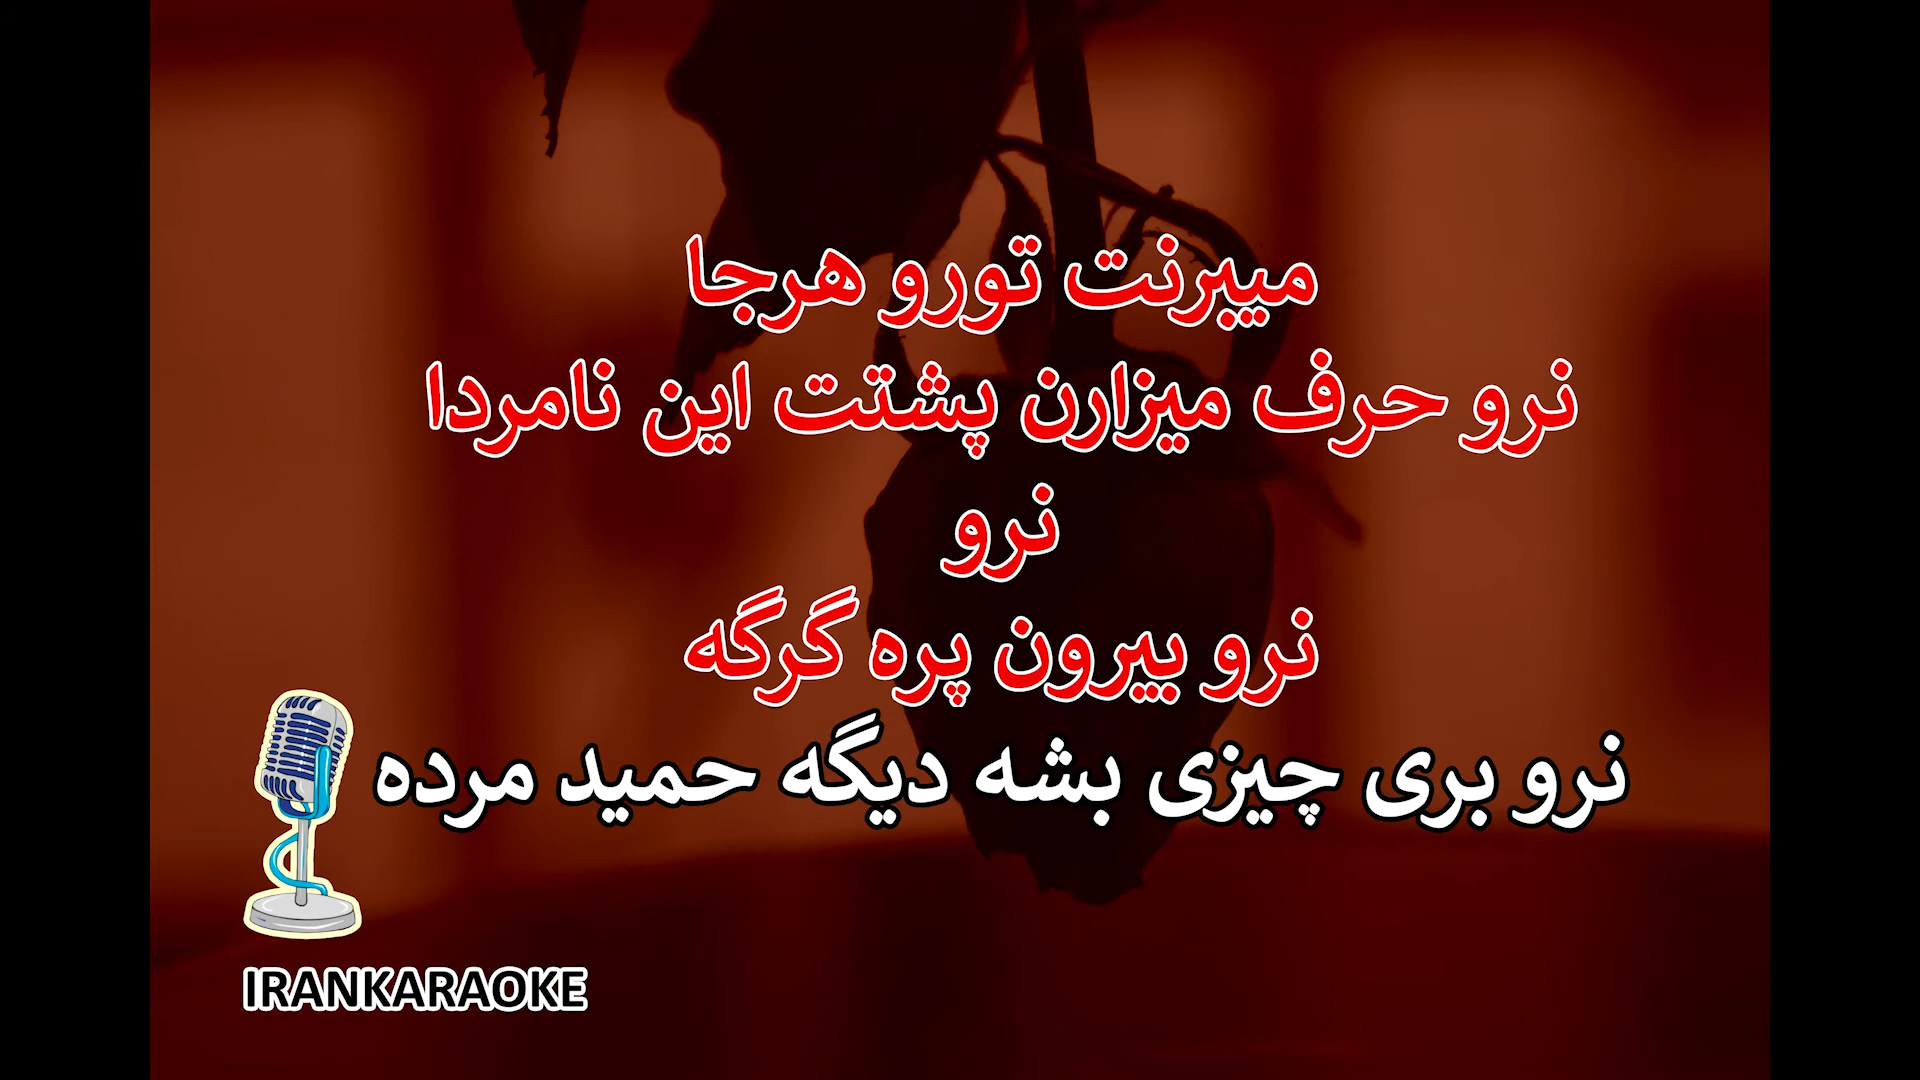 میبرنت تورو هرجا
نرو حرف میزارن پشتت این نامردا
نرو
نرو بیرون پره گرگه
نرو بری چیزی بشه دیگه حمید مرده
IRANKARAOKE